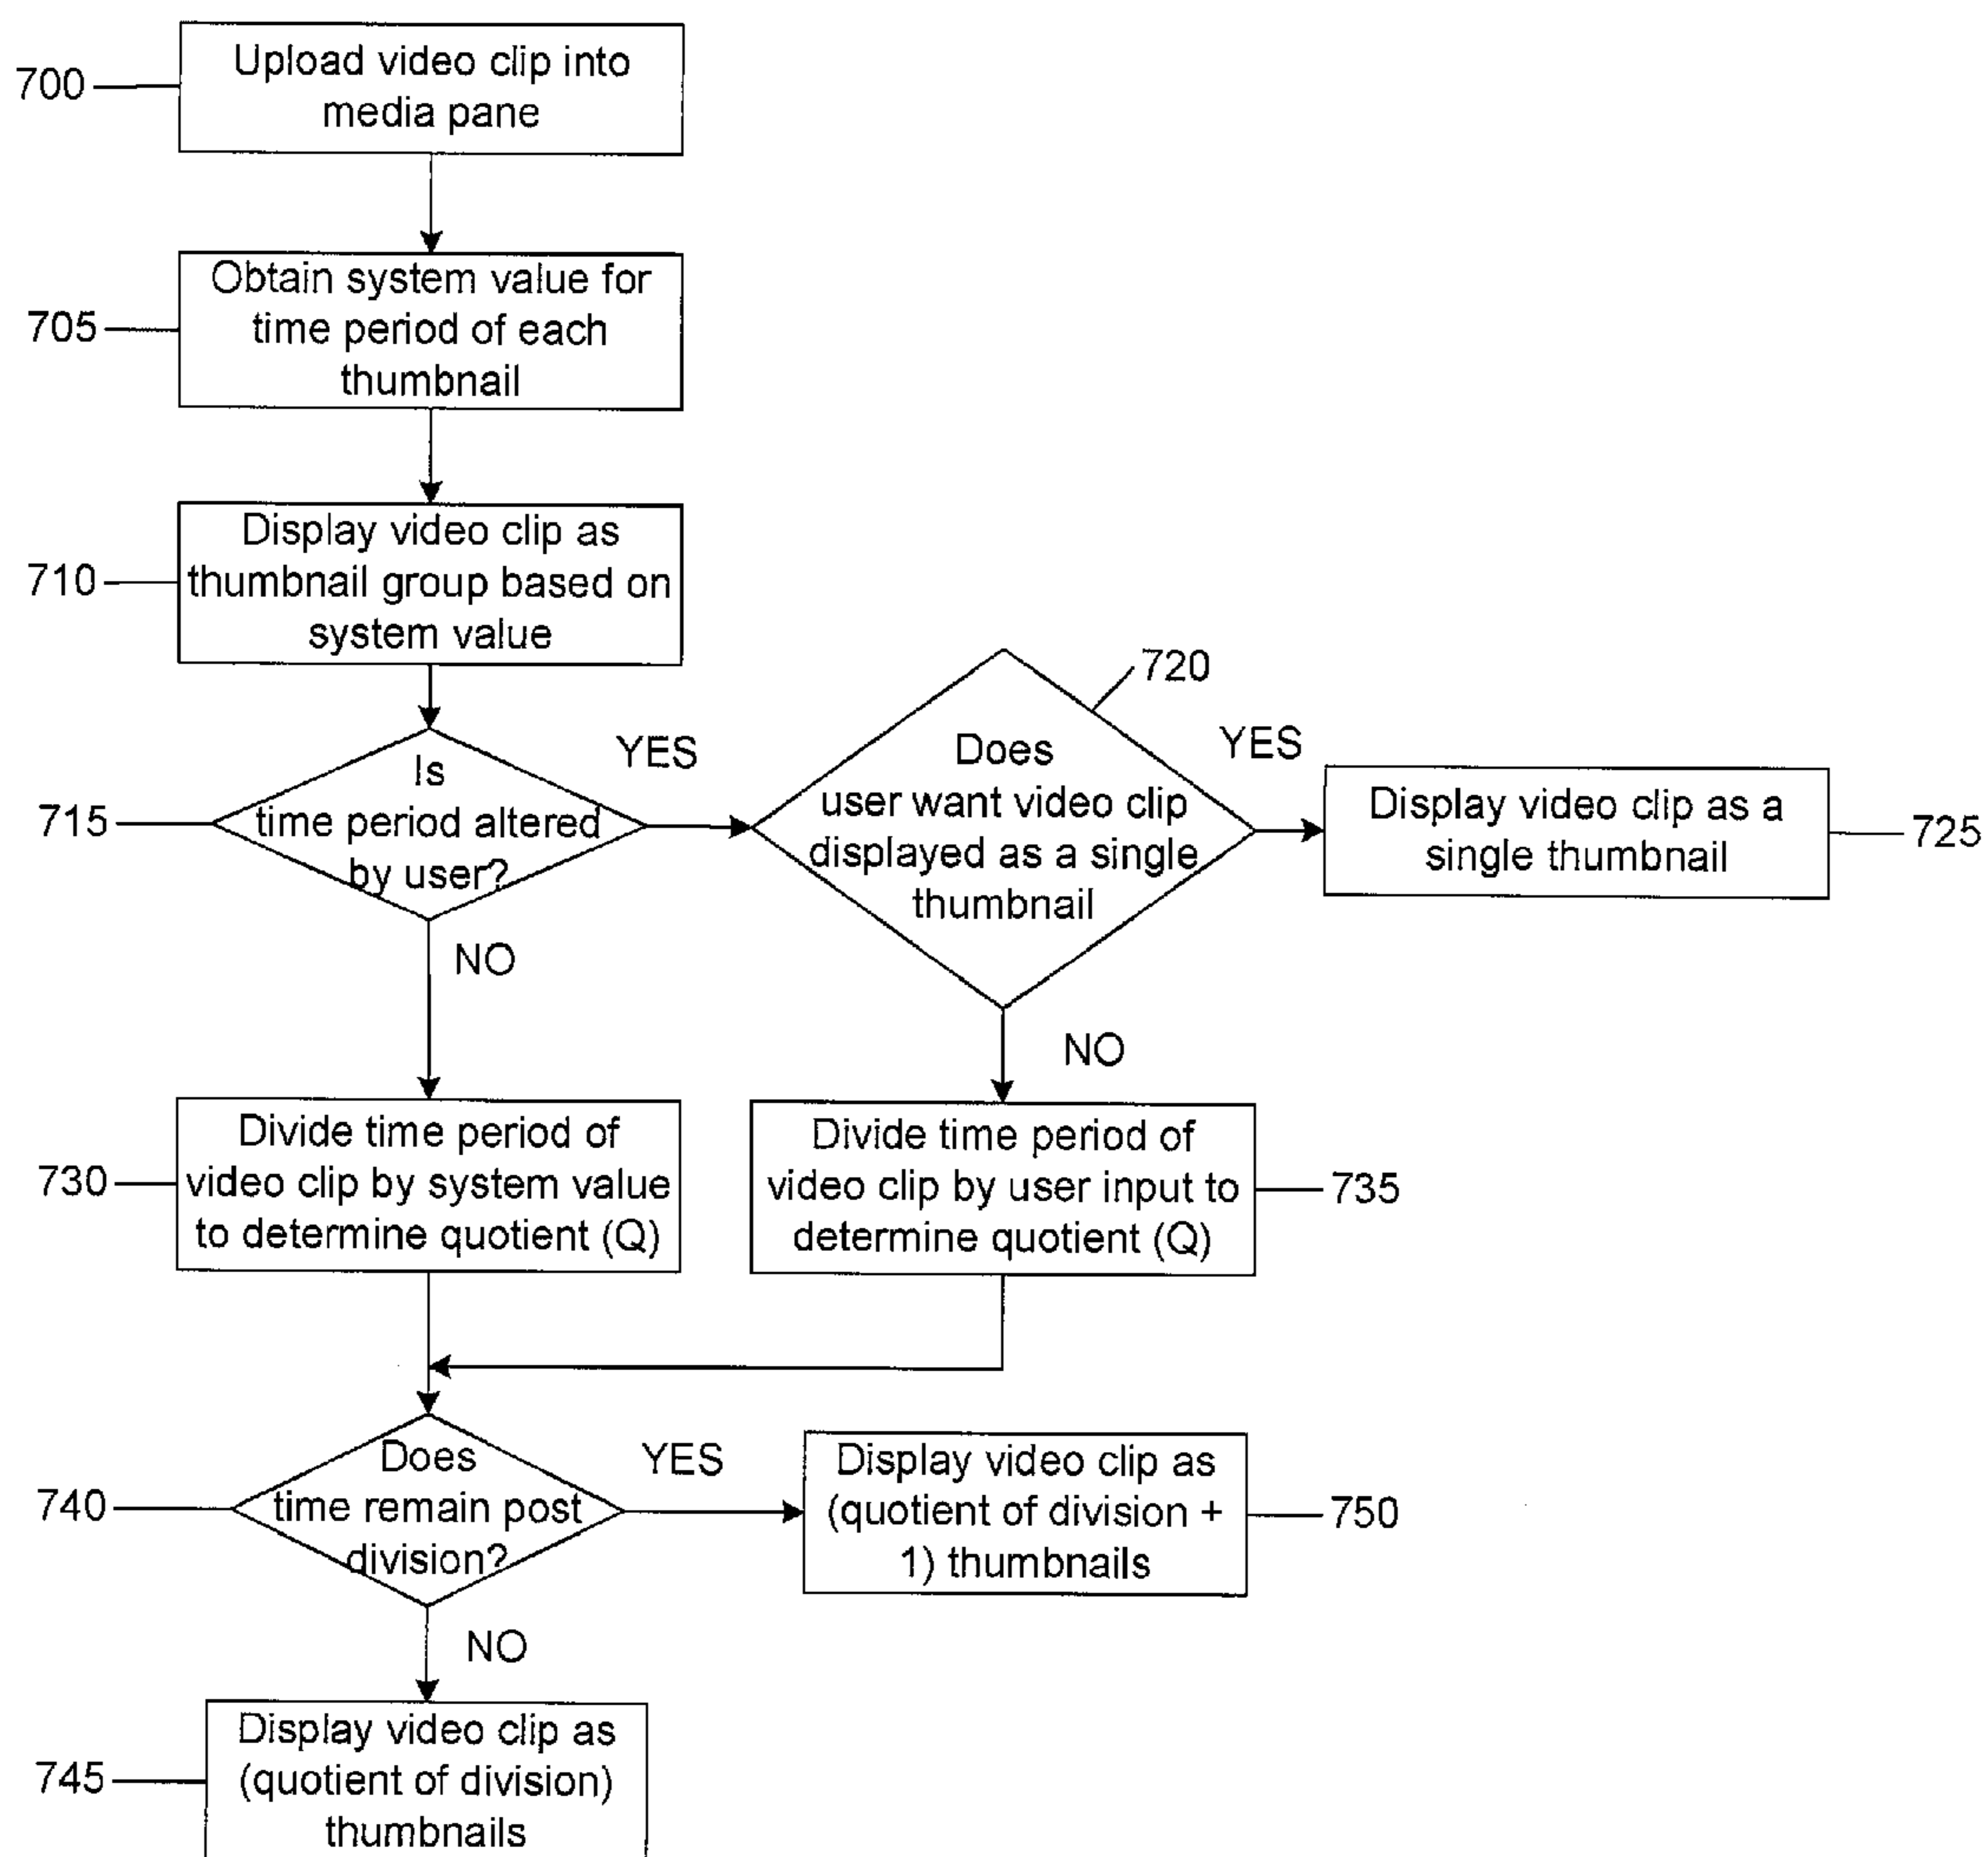 700
Upload video clip into
media pane
705
Obtain system value for
time period of each
thumbnail
710
Display video clip as
thumbnail group based on
system value
715
Is
time period altered
by user?
YES
NO
720
Does
user want video clip
displayed as a single
thumbnail
YES
NO
Display video clip as a
single thumbnail
725
730
Divide time period of
video clip by system value
to determine quotient (Q)
Divide time period of
video clip by user input to
determine quotient (Q)
735
740
Does
time remain post
division?
YES
NO
Display video clip as
(quotient of division +
1) thumbnails
750
745
Display video clip as
(quotient of division)
thumbnails